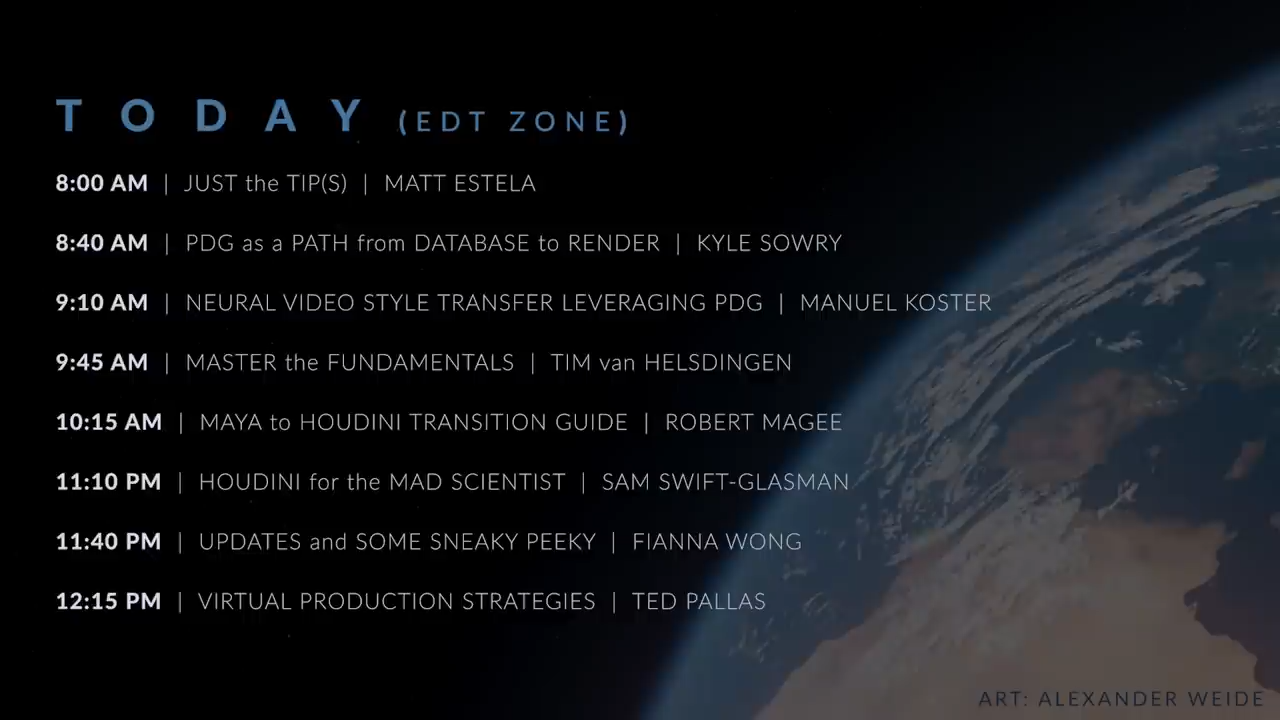 TODAY (EDT ZONE)
8:00 AM | JUST the TIP(S) | MATT ESTELA
8:40 AM | PDG as a PATH from DATABASE to RENDER | KYLE SOWRY
9:10 AM | NEURAL VIDEO STYLE TRANSFER LEVERAGING PDG | MANUEL KOSTER
9:45 AM | MASTER the FUNDAMENTALS | TIM van HELSDINGEN
10:15 AM | MAYA to HOUDINI TRANSITION GUIDE | ROBERT MAGEE
11:10 PM | HOUDINI for the MAD SCIENTIST | SAM SWIFT-GLASMAN
11:40 PM | UPDATES and SOME SNEAKY PEEKY | FIANNA WONG
12:15 PM | VIRTUAL PRODUCTION STRATEGIES | TED PALLAS
ART: ALEXANDER WEIDE